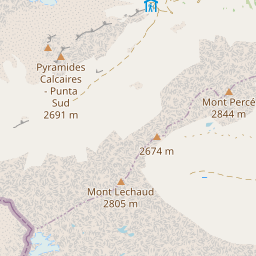 Pyramides
Calcaires
- Punta
Sud
2691 m
Mont Percé
2844 m
2674 m
Mont Lechaud
2805 m